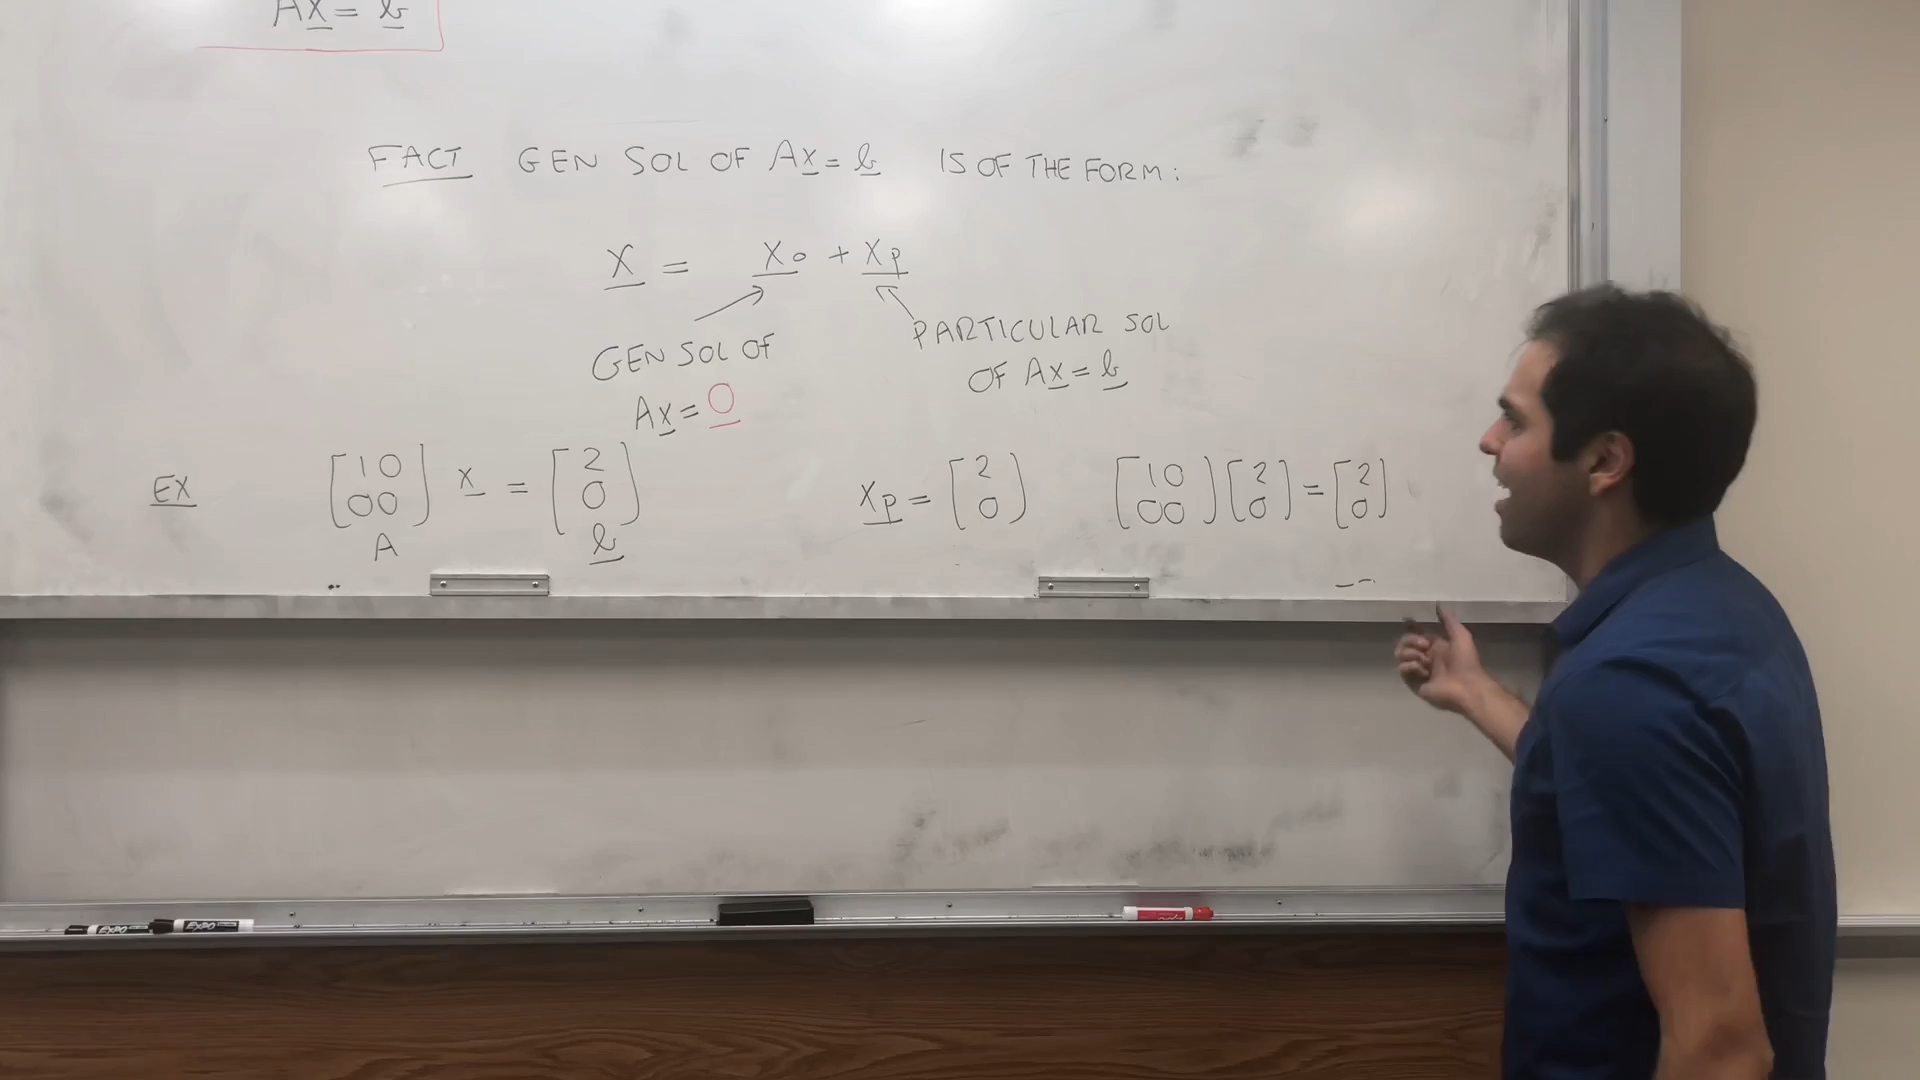 Ax = b
FACT GEN SOL OF Ax = b IS OF THE FORM:
x = x0 + xp
GEN SOL OF
Ax = 0
PARTICULAR SOL
OF Ax = b
EX [1 0
0 0] x = [2
0]
A b
xp = [2
0] [1 0
0 0] [2
0] = [2
0]
EXPO EXPO